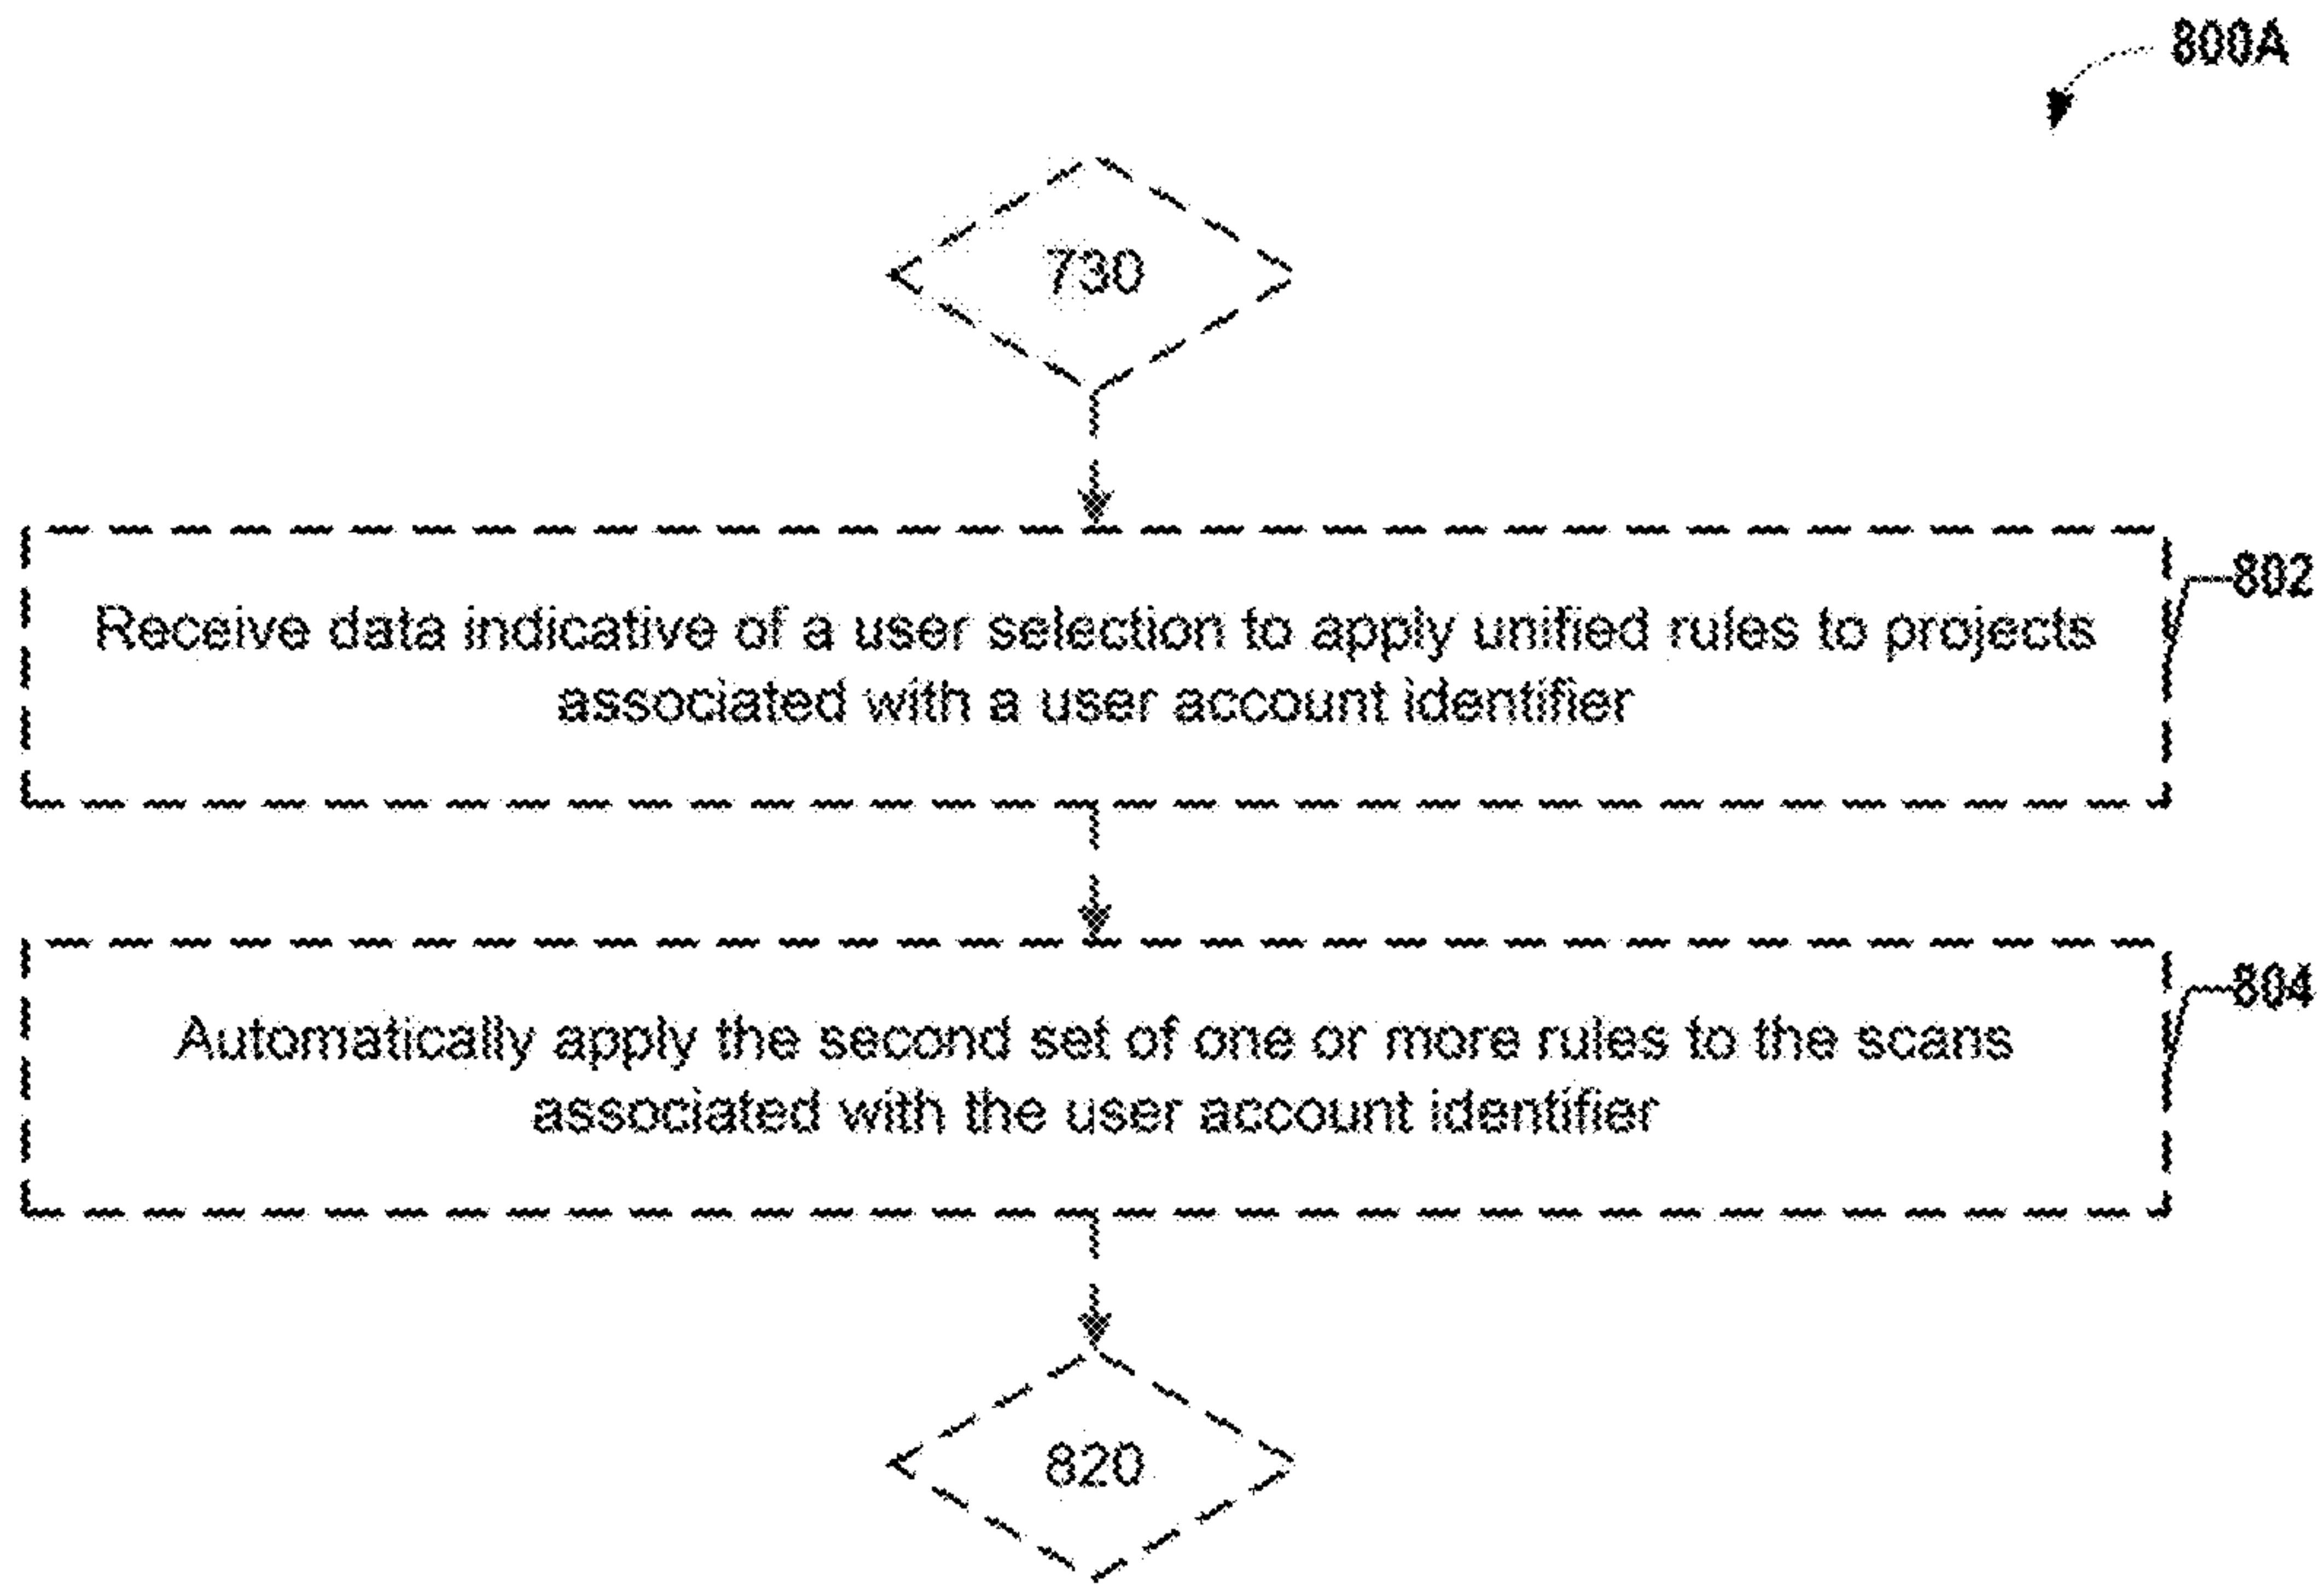 800A
730
802
Receive data indicative of a user selection to apply unified rules to projects
associated with a user account identifier
804
Automatically apply the second set of one or more rules to the scans
associated with the user account identifier
820